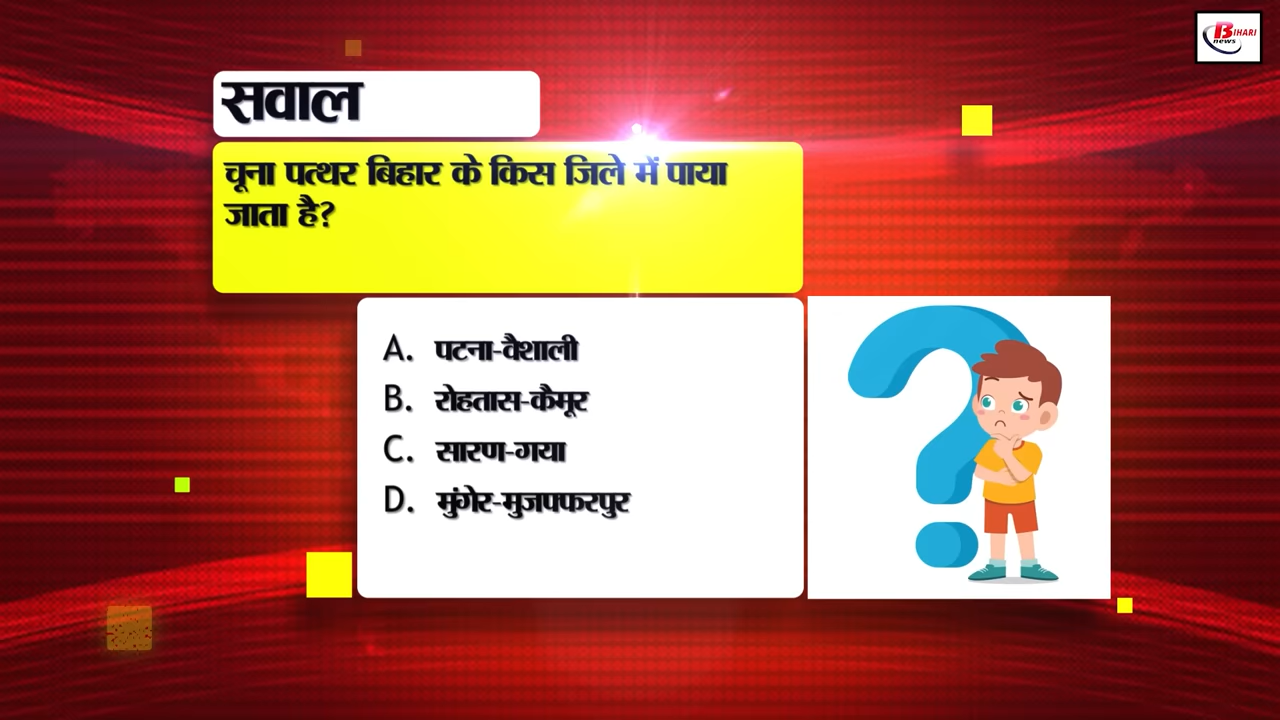 BIHARI
news
सवाल
चूना पत्थर बिहार के किस जिले में पाया
जाता है?
A. पटना-वैशाली
B. रोहतास-कैमूर
C. सारण-गया
D. मुंगेर-मुजफ्फरपुर